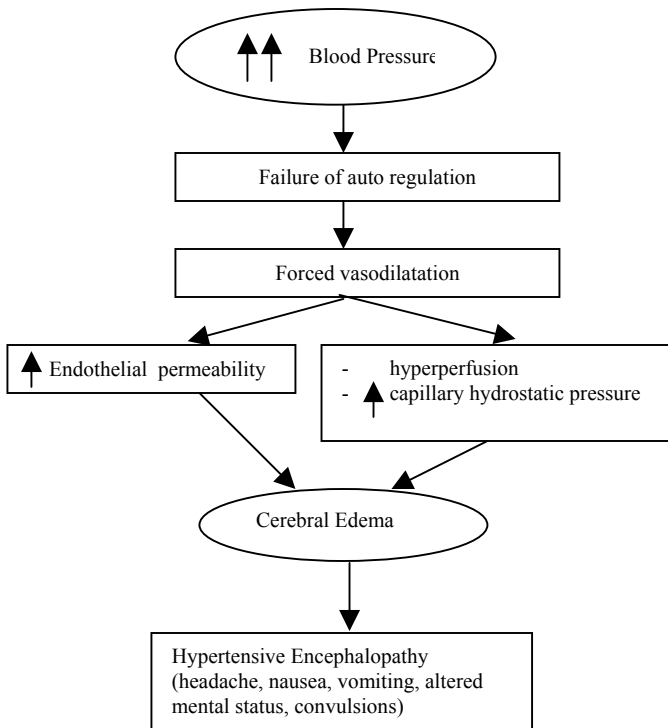 Blood Pressure
Failure of auto regulation
Forced vasodilatation
Endothelial permeability
- hyperperfusion
- capillary hydrostatic pressure
Cerebral Edema
Hypertensive Encephalopathy
(headache, nausea, vomiting, altered
mental status, convulsions)